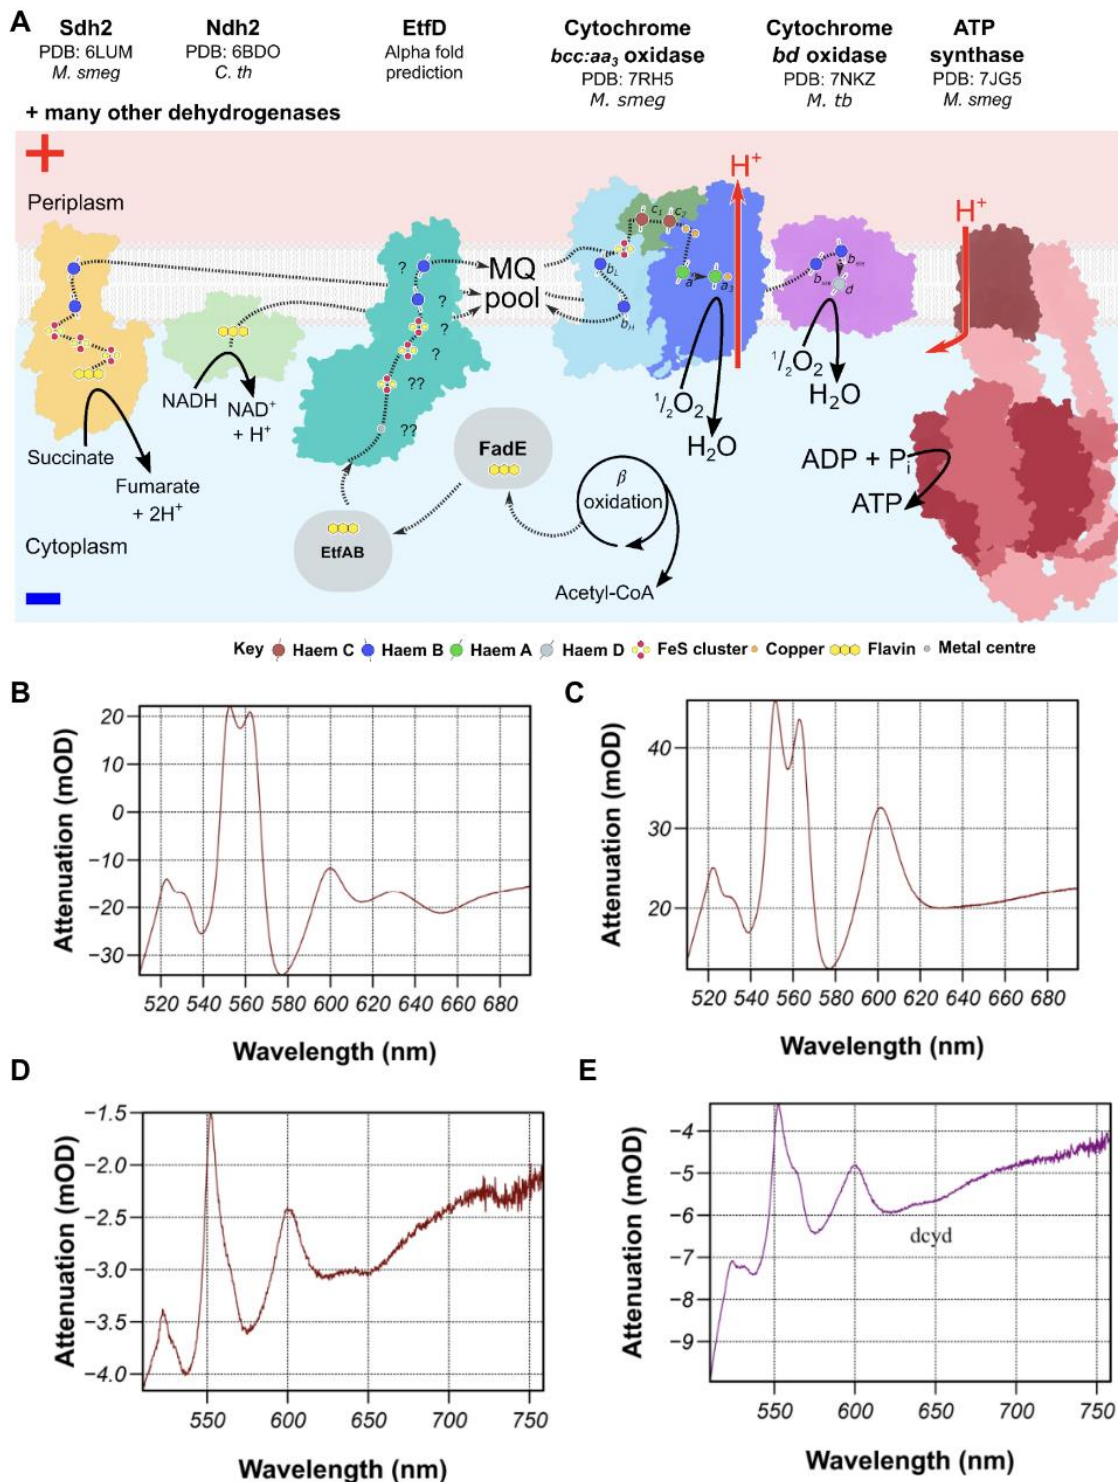 A
Sdh2
PDB: 6LUM
M. smeg
Ndh2
PDB: 6BDO
C. th
EtfD
Alpha fold
prediction
Cytochrome
bcc:aa3 oxidase
PDB: 7RH5
M. smeg
Cytochrome
bd oxidase
PDB: 7NKZ
M. tb
ATP
synthase
PDB: 7JG5
M. smeg
+ many other dehydrogenases
+
Periplasm
H+
H+
c1 c2
bL
bH
a a3
d
MQ
pool
?
?
?
?
??
??
NADH
NAD+
+ H+
Succinate
Fumarate
+ 2H+
1/2O2
H2O
1/2O2
H2O
FadE
β
oxidation
EtfAB
Acetyl-CoA
ADP + Pi
ATP
Cytoplasm
Key Haem C Haem B Haem A Haem D FeS cluster Copper Flavin Metal centre
B
Attenuation (mOD)
20
10
0
−10
−20
−30
520 540 560 580 600 620 640 660 680
Wavelength (nm)
C
Attenuation (mOD)
40
30
20
520 540 560 580 600 620 640 660 680
Wavelength (nm)
D
Attenuation (mOD)
−1.5
−2.0
−2.5
−3.0
−3.5
−4.0
550 600 650 700 750
Wavelength (nm)
E
Attenuation (mOD)
−4
−5
−6
−7
−8
−9
dcyd
550 600 650 700 750
Wavelength (nm)